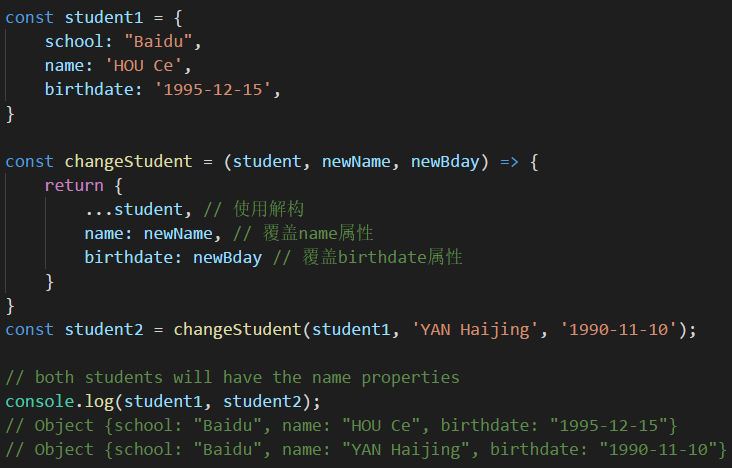 const student1 = {
    school: "Baidu",
    name: 'HOU Ce',
    birthdate: '1995-12-15',
}

const changeStudent = (student, newName, newBday) => {
    return {
        ...student, // 使用解构
        name: newName, // 覆盖name属性
        birthdate: newBday // 覆盖birthdate属性
    }
}
const student2 = changeStudent(student1, 'YAN Haijing', '1990-11-10');

// both students will have the name properties
console.log(student1, student2);
// Object {school: "Baidu", name: "HOU Ce", birthdate: "1995-12-15"}
// Object {school: "Baidu", name: "YAN Haijing", birthdate: "1990-11-10"}